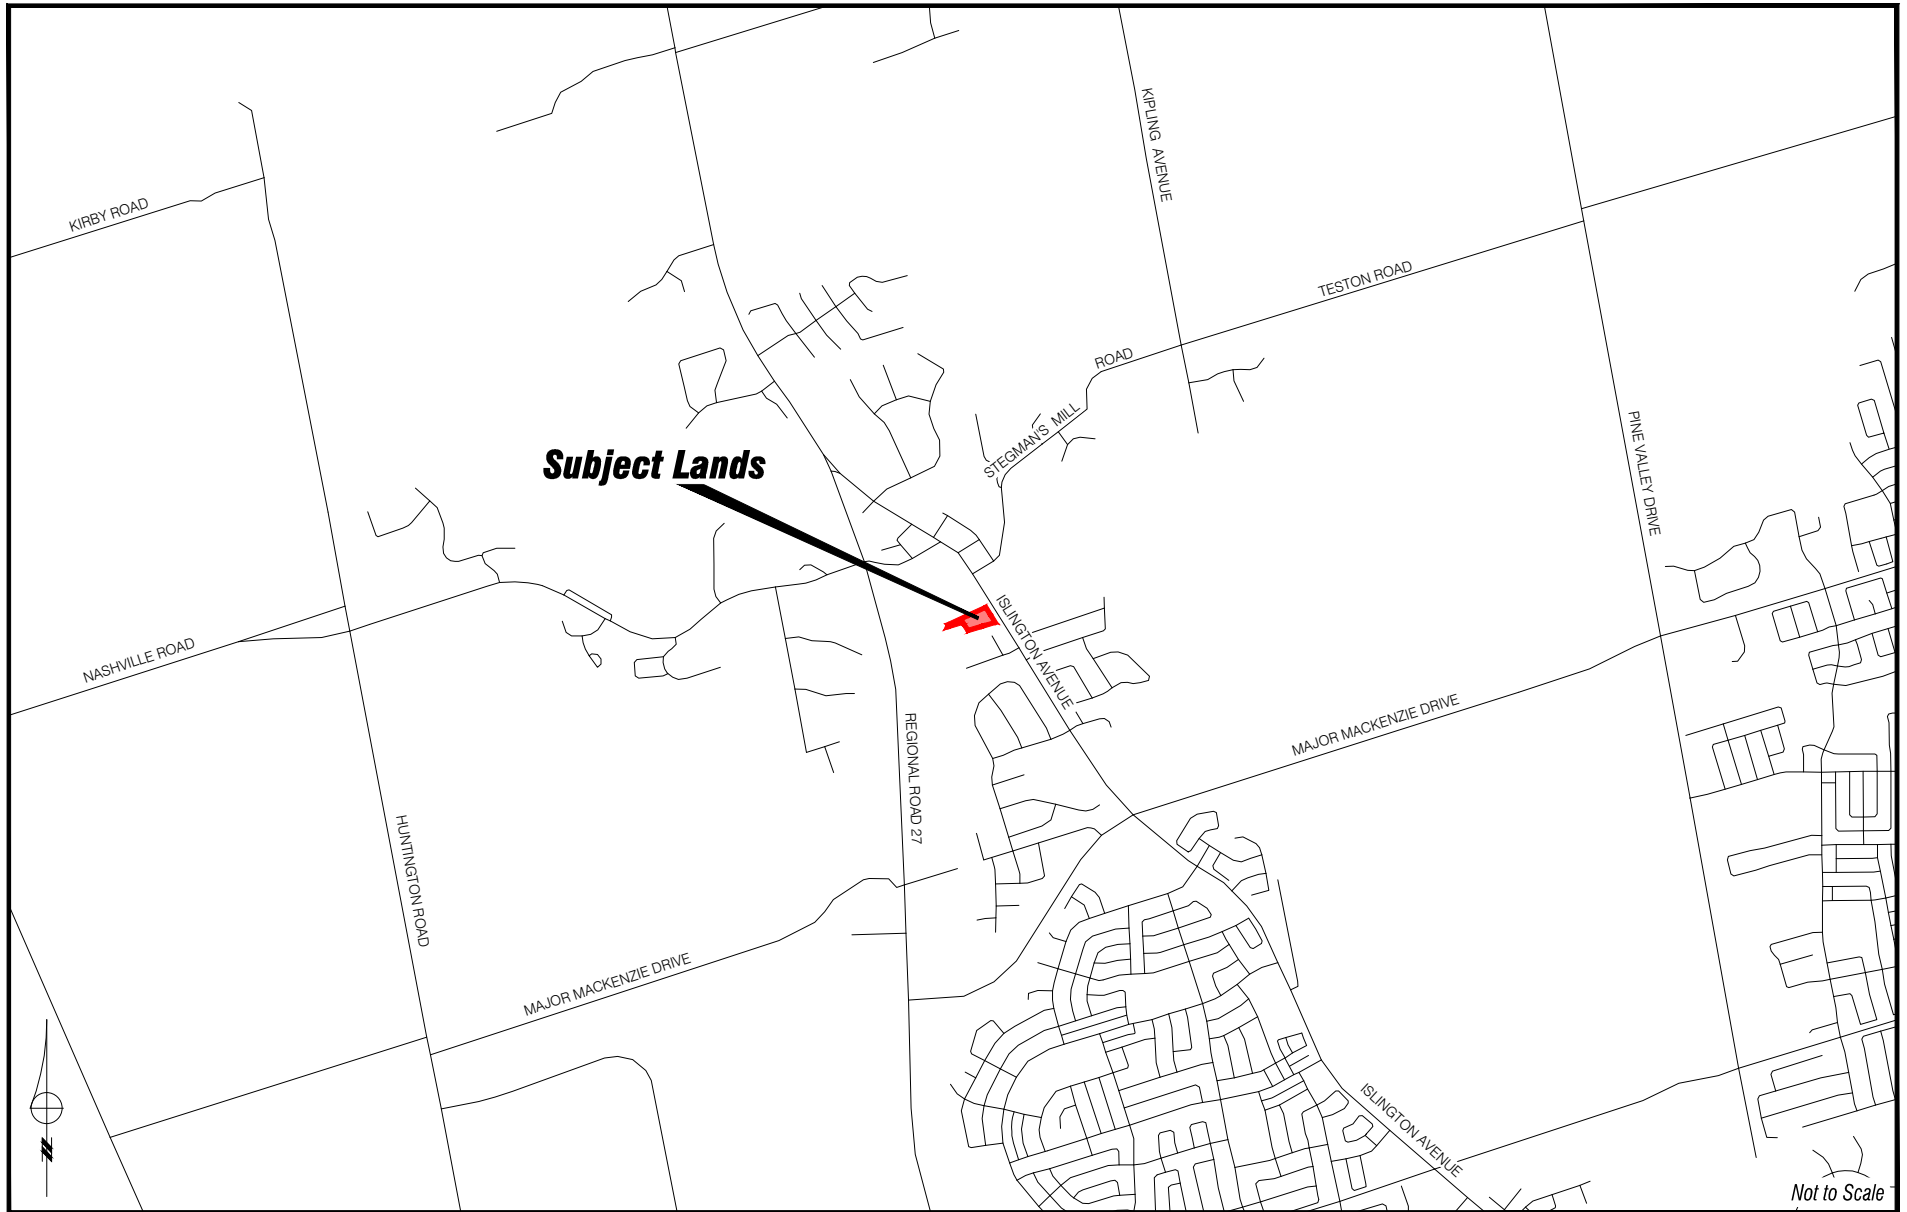 KIPLING AVENUE
KIRBY ROAD
TESTON ROAD
ROAD
STEGMAN'S MILL
PINE VALLEY DRIVE
Subject Lands
ISLINGTON AVENUE
NASHVILLE ROAD
MAJOR MACKENZIE DRIVE
REGIONAL ROAD 27
HUNTINGTON ROAD
MAJOR MACKENZIE DRIVE
ISLINGTON AVENUE
N
Not to Scale